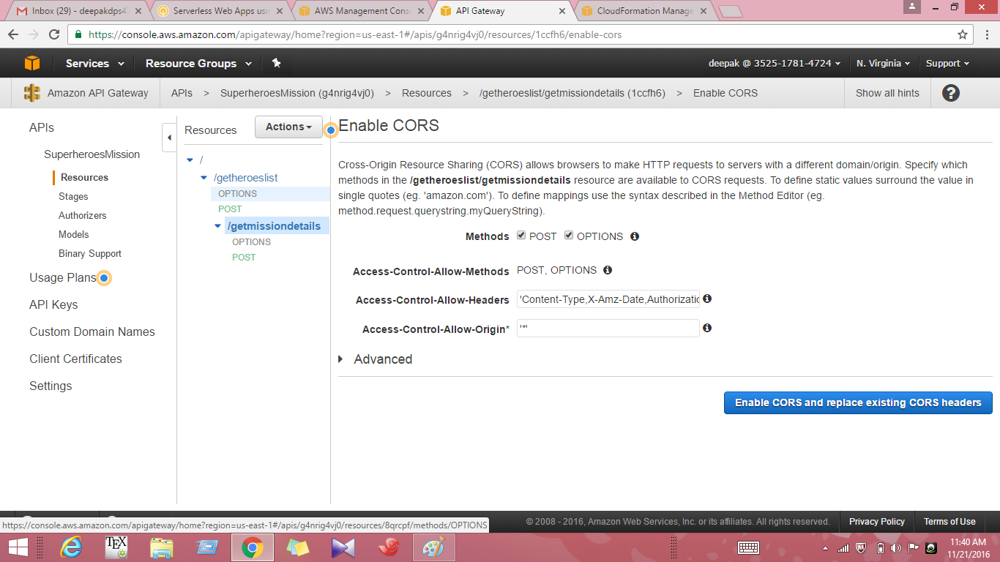 Inbox (29) - deepakdps4
Serverless Web Apps usi
AWS Management Cons
API Gateway
CloudFormation Manage
https://console.aws.amazon.com/apigateway/home?region=us-east-1#/apis/g4nrig4vj0/resources/1ccfh6/enable-cors
Services
Resource Groups
deepak @ 3525-1781-4724
N. Virginia
Support
Amazon API Gateway
APIs > SuperheroesMission (g4nrig4vj0) > Resources > /getheroeslist/getmissiondetails (1ccfh6) > Enable CORS
Show all hints
?
APIs
SuperheroesMission
Resources
Stages
Authorizers
Models
Binary Support
Usage Plans
API Keys
Custom Domain Names
Client Certificates
Settings
Resources
Actions
/
/getheroeslist
OPTIONS
POST
/getmissiondetails
OPTIONS
POST
Enable CORS
Cross-Origin Resource Sharing (CORS) allows browsers to make HTTP requests to servers with a different domain/origin. Specify which
methods in the /getheroeslist/getmissiondetails resource are available to CORS requests. To define static values surround the value in
single quotes (eg. 'amazon.com'). To define mappings use the syntax described in the Method Editor (eg.
method.request.querystring.myQueryString).
Methods POST OPTIONS
Access-Control-Allow-Methods POST, OPTIONS
Access-Control-Allow-Headers 'Content-Type,X-Amz-Date,Authorizatio
Access-Control-Allow-Origin* '*'
Advanced
Enable CORS and replace existing CORS headers
https://console.aws.amazon.com/apigateway/home?region=us-east-1#/apis/g4nrig4vj0/resources/8qrcpf/methods/OPTIONS
© 2008 - 2016, Amazon Web Services, Inc. or its affiliates. All rights reserved.
Privacy Policy
Terms of Use
TEX
11:40 AM
11/21/2016